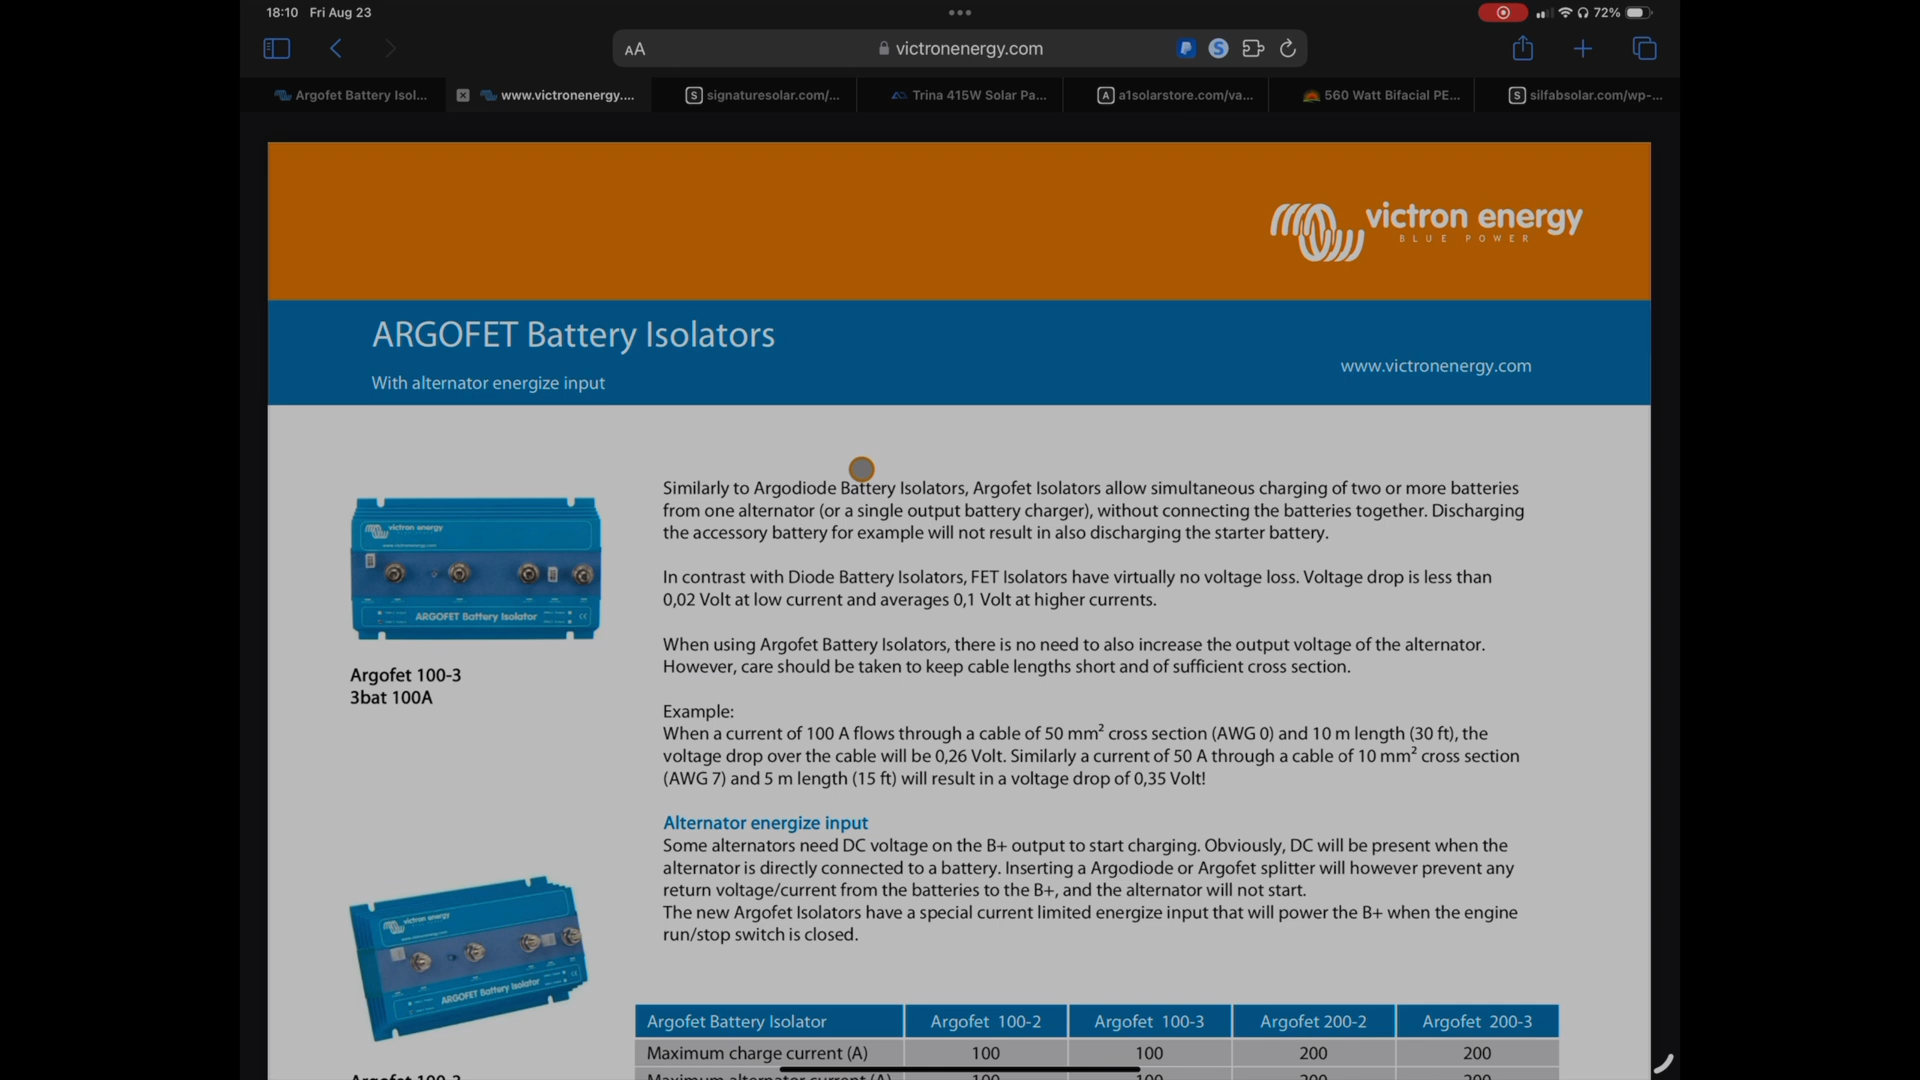 18:10 Fri Aug 23
72%
AA
victronenergy.com
Argofet Battery Isol...
www.victronenergy....
S signaturesolar.com/...
Trina 415W Solar Pa...
A a1solarstore.com/va...
560 Watt Bifacial PE...
S silfabsolar.com/wp-...
victron energy
BLUE POWER
ARGOFET Battery Isolators
With alternator energize input
www.victronenergy.com
Similarly to Argodiode Battery Isolators, Argofet Isolators allow simultaneous charging of two or more batteries
from one alternator (or a single output battery charger), without connecting the batteries together. Discharging
the accessory battery for example will not result in also discharging the starter battery.
In contrast with Diode Battery Isolators, FET Isolators have virtually no voltage loss. Voltage drop is less than
0,02 Volt at low current and averages 0,1 Volt at higher currents.
When using Argofet Battery Isolators, there is no need to also increase the output voltage of the alternator.
However, care should be taken to keep cable lengths short and of sufficient cross section.
Example:
When a current of 100 A flows through a cable of 50 mm² cross section (AWG 0) and 10 m length (30 ft), the
voltage drop over the cable will be 0,26 Volt. Similarly a current of 50 A through a cable of 10 mm² cross section
(AWG 7) and 5 m length (15 ft) will result in a voltage drop of 0,35 Volt!
Alternator energize input
Some alternators need DC voltage on the B+ output to start charging. Obviously, DC will be present when the
alternator is directly connected to a battery. Inserting a Argodiode or Argofet splitter will however prevent any
return voltage/current from the batteries to the B+, and the alternator will not start.
The new Argofet Isolators have a special current limited energize input that will power the B+ when the engine
run/stop switch is closed.
victron energy
ARGOFET Battery Isolator
Argofet 100-3
3bat 100A
victron energy
ARGOFET Battery Isolator
Argofet Battery Isolator Argofet 100-2 Argofet 100-3 Argofet 200-2 Argofet 200-3
Maximum charge current (A) 100 100 200 200
Maximum alternator current (A) 100 100 200 200